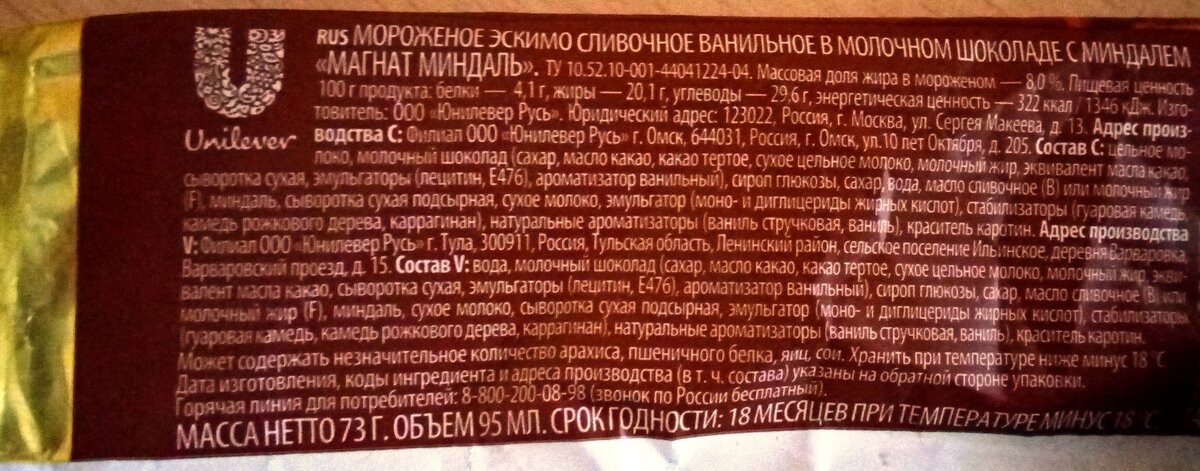 Unilever
RUS МОРОЖЕНОЕ ЭСКИМО СЛИВОЧНОЕ ВАНИЛЬНОЕ В МОЛОЧНОМ ШОКОЛАДЕ С МИНДАЛЕМ
«МАГНАТ МИНДАЛЬ». ТУ 10.52.10-001-44041224-04. Массовая доля жира в мороженом — 8,0 %. Пищевая ценность
100 г продукта: белки — 4,1 г, жиры — 20,1 г, углеводы — 29,6 г, энергетическая ценность — 322 ккал / 1346 кДж. Изго-
товитель: ООО «Юнилевер Русь». Юридический адрес: 123022, Россия, г. Москва, ул. Сергея Макеева, д. 13. Адрес произ-
водства С: Филиал ООО «Юнилевер Русь» г. Омск, 644031, Россия, г. Омск, ул.10 лет Октября, д. 205. Состав С: цельное мо-
локо, молочный шоколад (сахар, масло какао, какао тертое, сухое цельное молоко, молочный жир, эквивалент масла какао,
сыворотка сухая, эмульгаторы (лецитин, Е476), ароматизатор ванильный), сироп глюкозы, сахар, вода, масло сливочное (В) или молочный жир
(F), миндаль, сыворотка сухая подсырная, сухое молоко, эмульгатор (моно- и диглицериды жирных кислот), стабилизаторы (гуаровая камедь,
камедь рожкового дерева, каррагинан), натуральные ароматизаторы (ваниль стручковая, ваниль), краситель каротин. Адрес производства
V: Филиал ООО «Юнилевер Русь» г. Тула, 300911, Россия, Тульская область, Ленинский район, сельское поселение Ильинское, деревня Варваровка,
Варваровский проезд, д. 15. Состав V: вода, молочный шоколад (сахар, масло какао, какао тертое, сухое цельное молоко, молочный жир, экви-
валент масла какао, сыворотка сухая, эмульгаторы (лецитин, Е476), ароматизатор ванильный), сироп глюкозы, сахар, масло сливочное (В) или
молочный жир (F), миндаль, сухое молоко, сыворотка сухая подсырная, эмульгатор (моно- и диглицериды жирных кислот), стабилизаторы
(гуаровая камедь, камедь рожкового дерева, каррагинан), натуральные ароматизаторы (ваниль стручковая, ваниль), краситель каротин.
Может содержать незначительное количество арахиса, пшеничного белка, яиц, сои. Хранить при температуре ниже минус 18 °С
Дата изготовления, коды ингредиента и адреса производства (в т. ч. состава) указаны на обратной стороне упаковки.
Горячая линия для потребителей: 8-800-200-08-98 (звонок по России бесплатный).
МАССА НЕТТО 73 Г. ОБЪЕМ 95 МЛ. СРОК ГОДНОСТИ: 18 МЕСЯЦЕВ ПРИ ТЕМПЕРАТУРЕ МИНУС 18 °С